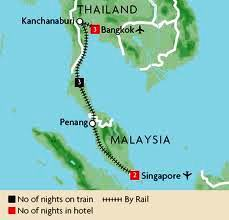 THAILAND
Kanchanaburi
3 Bangkok
3
Penang
MALAYSIA
2
Singapore
No of nights on train By Rail
No of nights in hotel